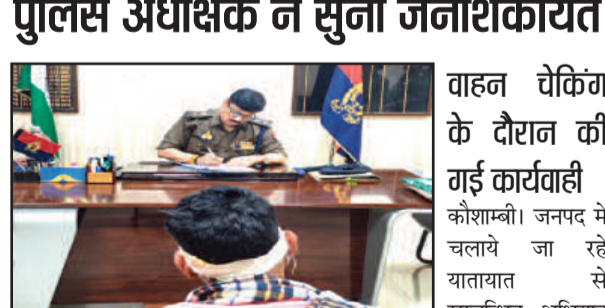 पुलिस अधीक्षक ने सुनी जनशिकायत
वाहन चेकिंग
के दौरान की
गई कार्यवाही
कौशाम्बी। जनपद मे
चलाये जा रहे
यातायात से